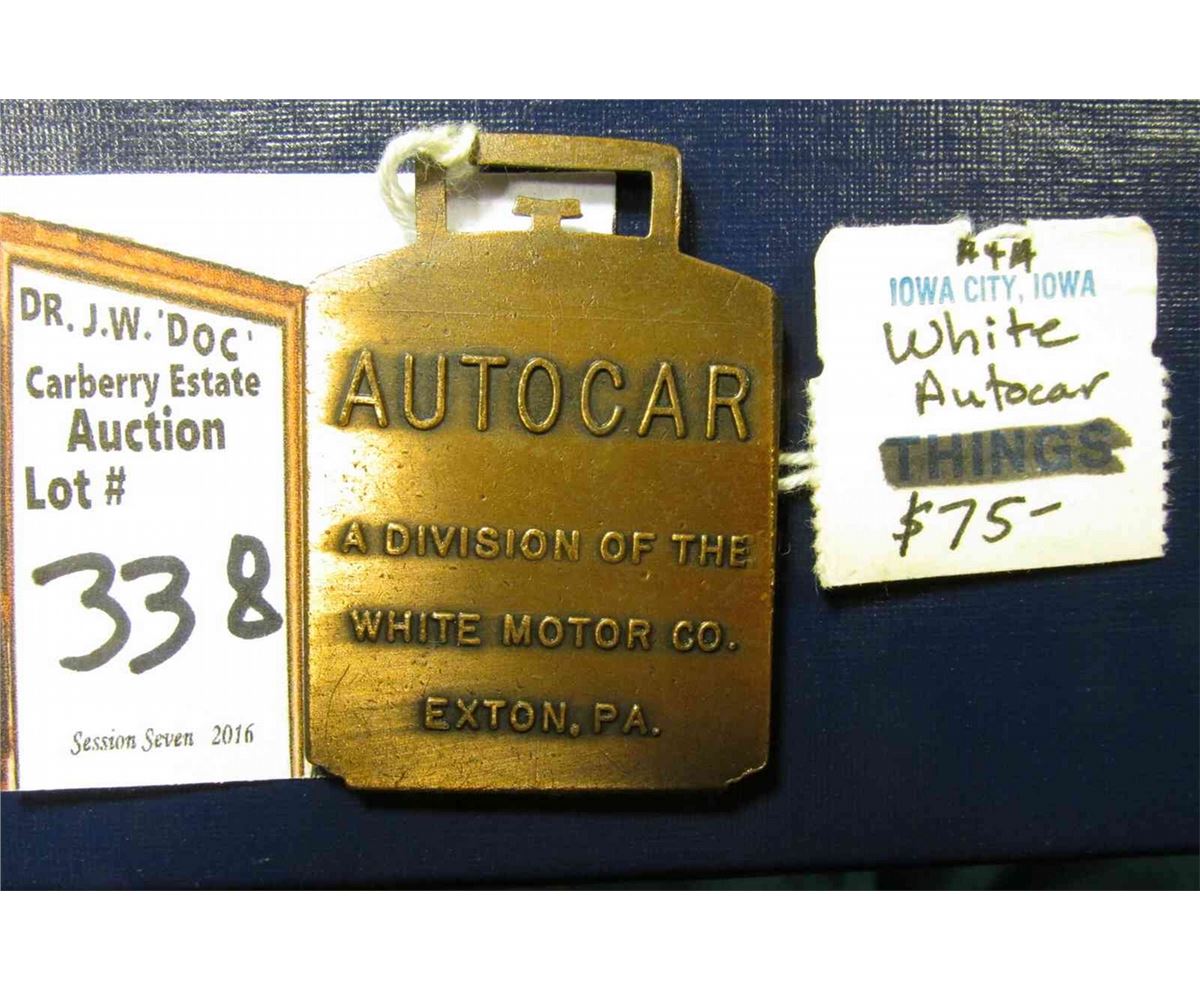 DR. J.W. 'DOC'
Carberry Estate
Auction
Lot #
338
Session Seven 2016
AUTOCAR
A DIVISION OF THE
WHITE MOTOR CO.
EXTON, PA.
A & A
IOWA CITY, IOWA
White
Autocar
THINGS
$75-